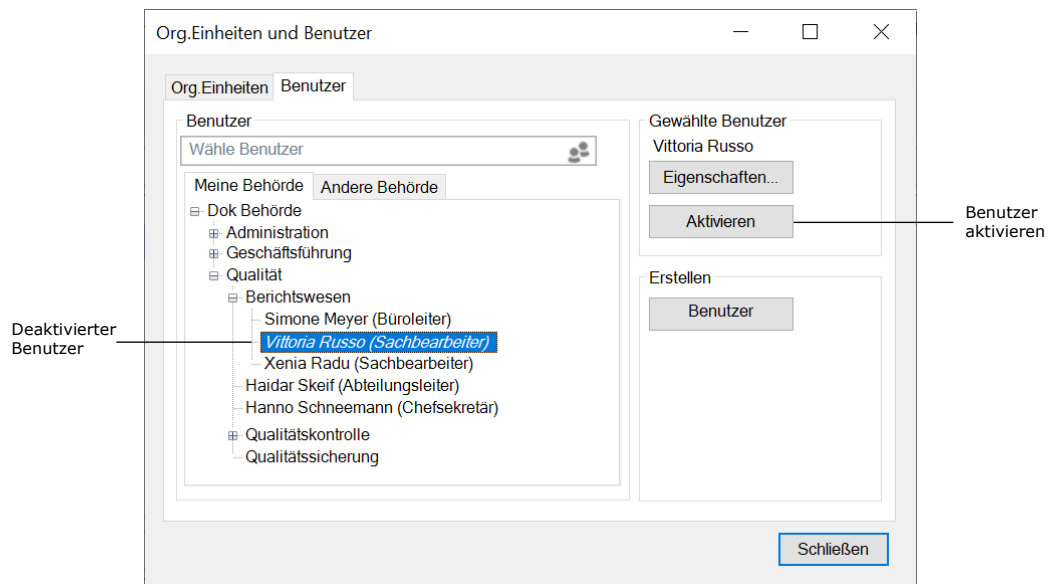 Org.Einheiten und Benutzer
Org.Einheiten
Benutzer
Benutzer
Wähle Benutzer
Meine Behörde
Andere Behörde
Dok Behörde
Administration
Geschäftsführung
Qualität
Berichtswesen
Simone Meyer (Büroleiter)
Vittoria Russo (Sachbearbeiter)
Xenia Radu (Sachbearbeiter)
Haidar Skeif (Abteilungsleiter)
Hanno Schneemann (Chefsekretär)
Qualitätskontrolle
Qualitätssicherung
Gewählte Benutzer
Vittoria Russo
Eigenschaften...
Aktivieren
Erstellen
Benutzer
Schließen
Deaktivierter
Benutzer
Benutzer
aktivieren